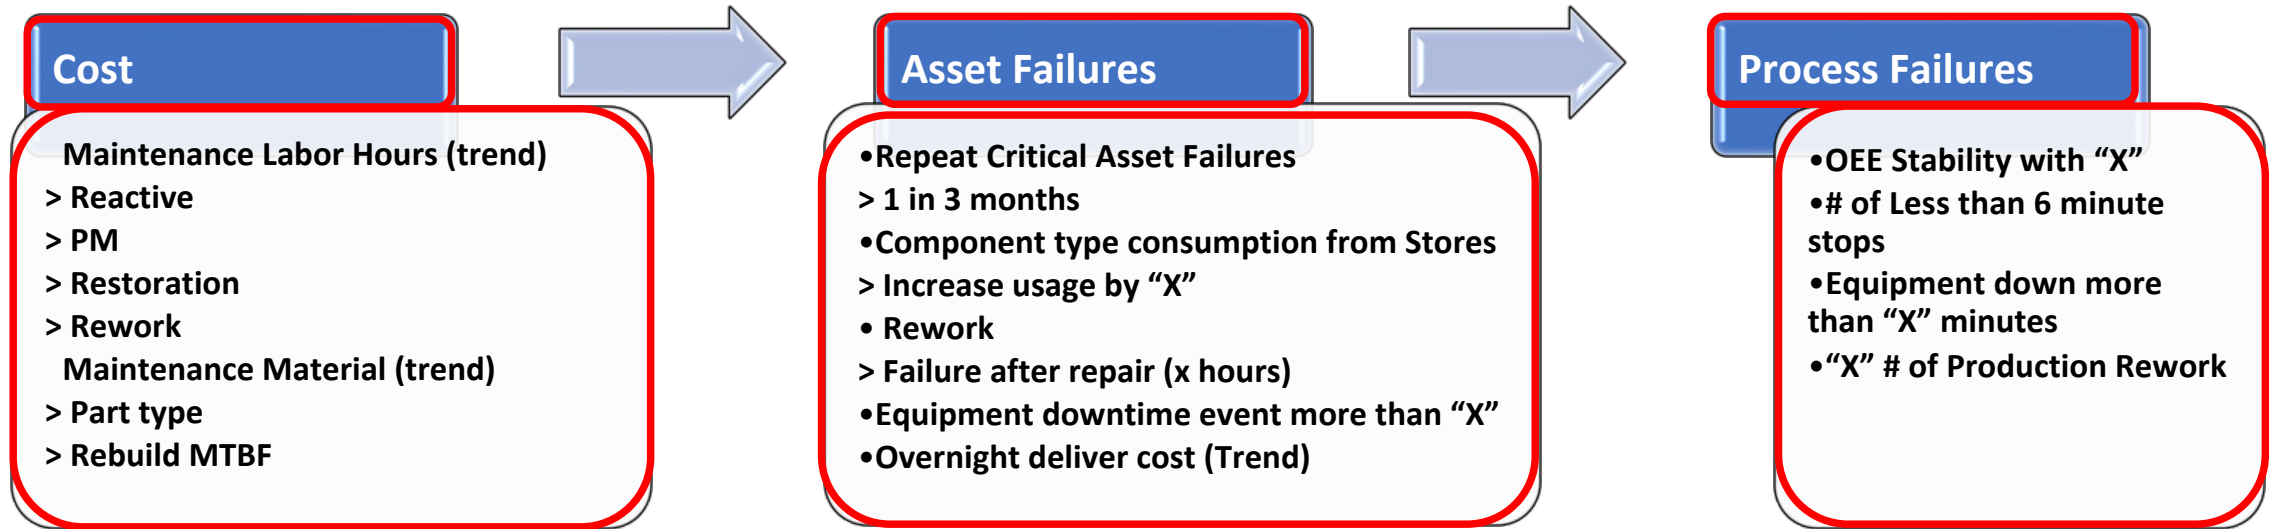 Cost
Maintenance Labor Hours (trend)
> Reactive
> PM
> Restoration
> Rework
Maintenance Material (trend)
> Part type
> Rebuild MTBF
Asset Failures
•Repeat Critical Asset Failures
> 1 in 3 months
•Component type consumption from Stores
> Increase usage by “X”
• Rework
> Failure after repair (x hours)
•Equipment downtime event more than “X”
•Overnight deliver cost (Trend)
Process Failures
•OEE Stability with “X”
•# of Less than 6 minute
stops
•Equipment down more
than “X” minutes
•“X” # of Production Rework